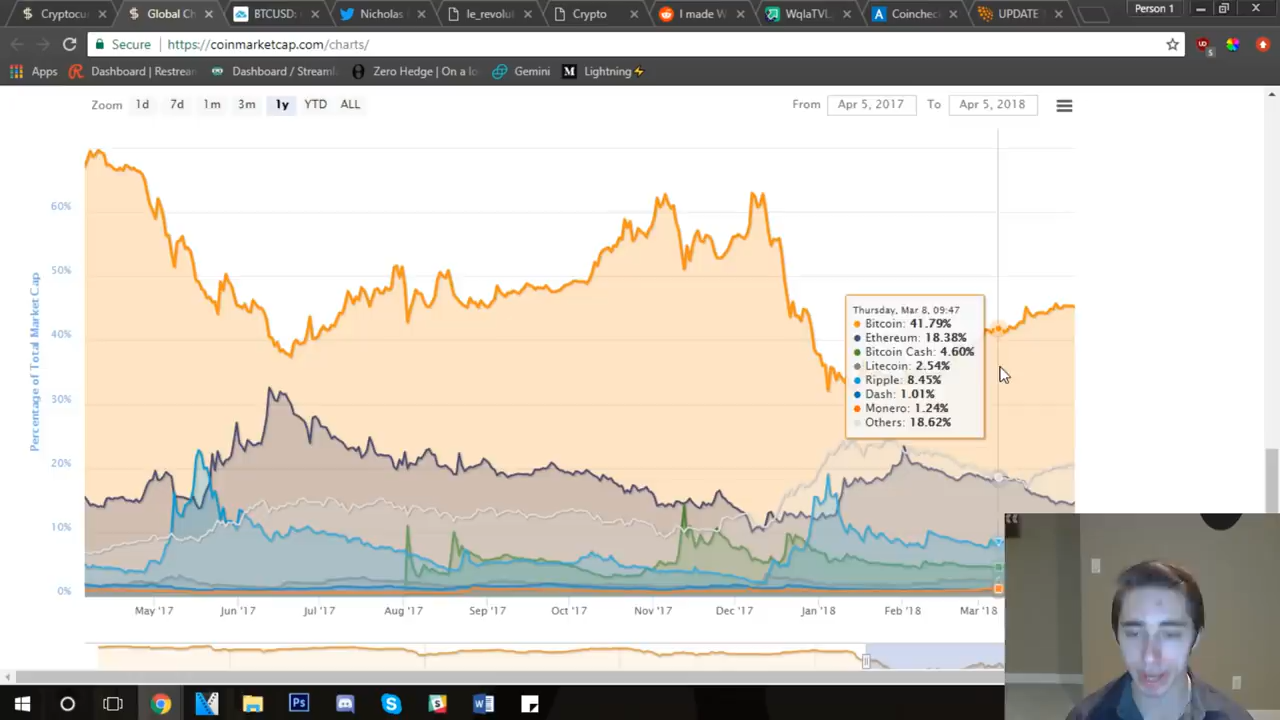 Cryptocu
Global Ch
BTCUSD:
Nicholas
le_revolu
Crypto
I made W
WqlaTVL
Coinchec
UPDATE
Person 1
Secure
https://coinmarketcap.com/charts/
Apps
Dashboard | Restrean
Dashboard / Streamla
Zero Hedge | On a lo
Gemini
Lightning⚡
Zoom 1d 7d 1m 3m 1y YTD ALL
From Apr 5, 2017 To Apr 5, 2018
Percentage of Total Market Cap
60%
50%
40%
30%
20%
10%
0%
Thursday, Mar 8, 09:47
Bitcoin: 41.79%
Ethereum: 18.38%
Bitcoin Cash: 4.60%
Litecoin: 2.54%
Ripple: 8.45%
Dash: 1.01%
Monero: 1.24%
Others: 18.62%
May '17 Jun '17 Jul '17 Aug '17 Sep '17 Oct '17 Nov '17 Dec '17 Jan '18 Feb '18 Mar '18